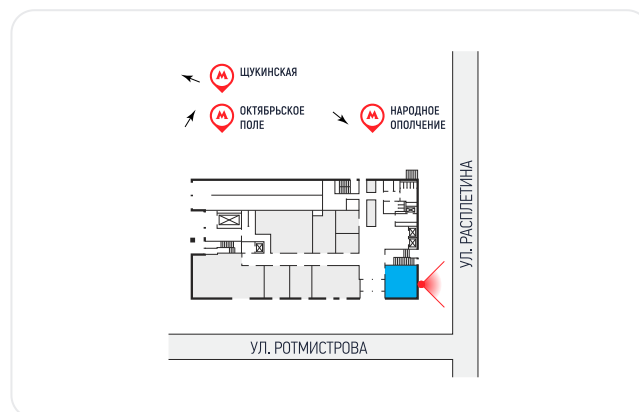 ЩУКИНСКАЯ
ОКТЯБРЬСКОЕ
ПОЛЕ
НАРОДНОЕ
ОПОЛЧЕНИЕ
УЛ. РАСПЛЕТИНА
УЛ. РОТМИСТРОВА